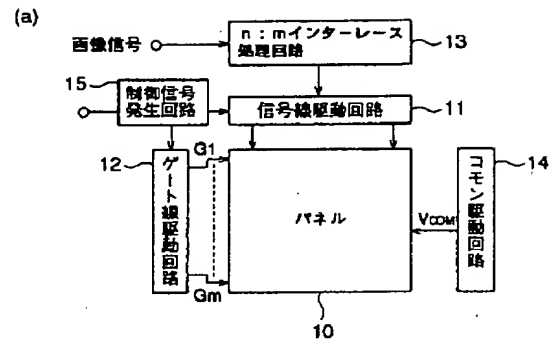 (a)
画像信号
n:mインターレース
処理回路
13
15
制御信号
発生回路
信号線駆動回路
11
12
G1
ゲート線駆動回路
パネル
VCOM
コモン駆動回路
14
Gm
10